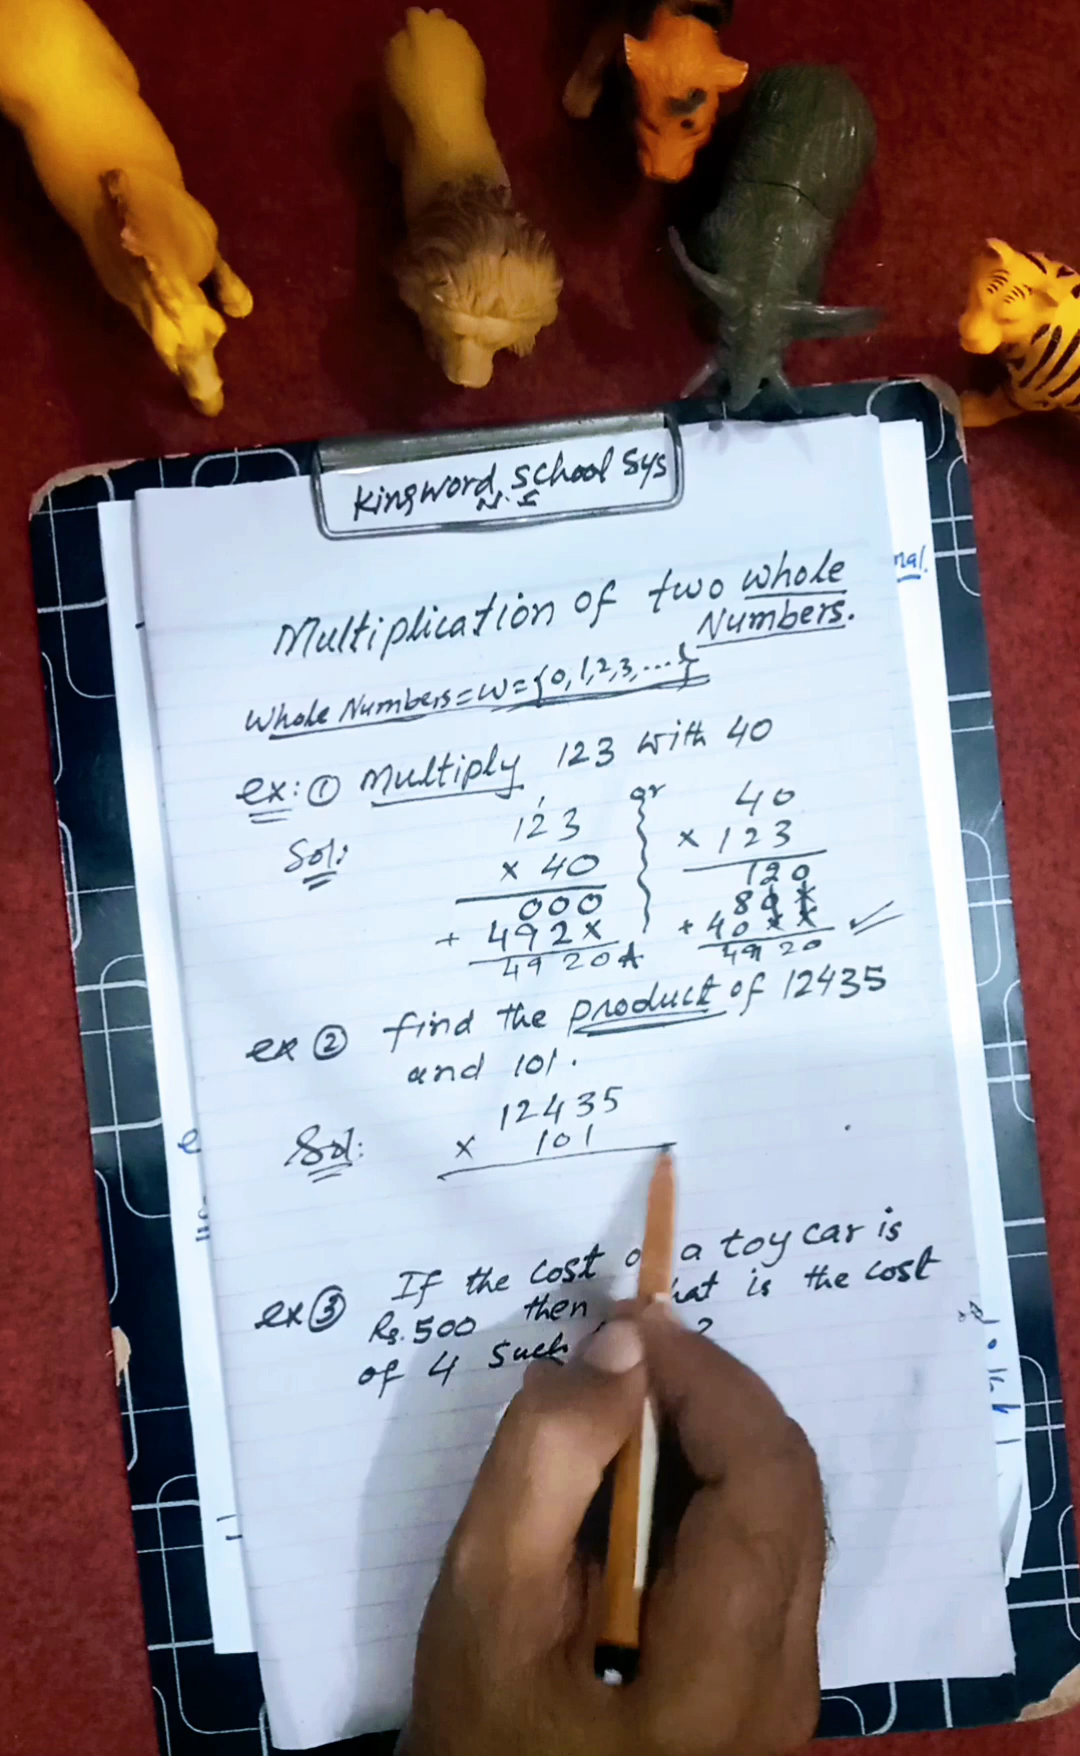 Kingword School Sys
N.S
Multiplication of two whole
Numbers.
Whole Numbers = W = {0,1,2,3,...}
ex: ① Multiply 123 with 40
Sol:
1
123
× 40
000
+ 492×
4920
or
40
× 123
120
80×
+ 40××
4920
ex ② find the product of 12435
and 101.
Sol:
12435
× 101
ex ③ If the cost a toy car is
Rs. 500 then is the cost
of 4 Such ?
nal.